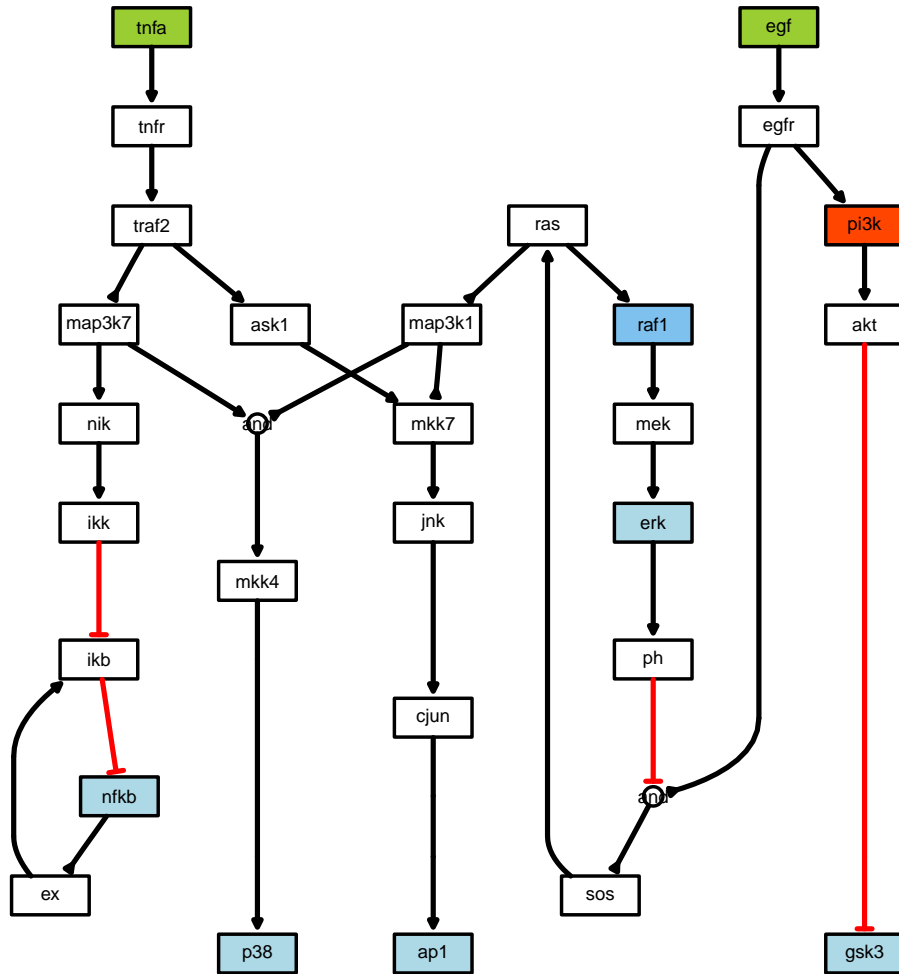 tnfa
egf
tnfr
egfr
traf2
ras
pi3k
map3k7
ask1
map3k1
raf1
akt
nik
and
mkk7
mek
ikk
jnk
erk
mkk4
ikb
ph
cjun
nfkb
and
ex
sos
p38
ap1
gsk3